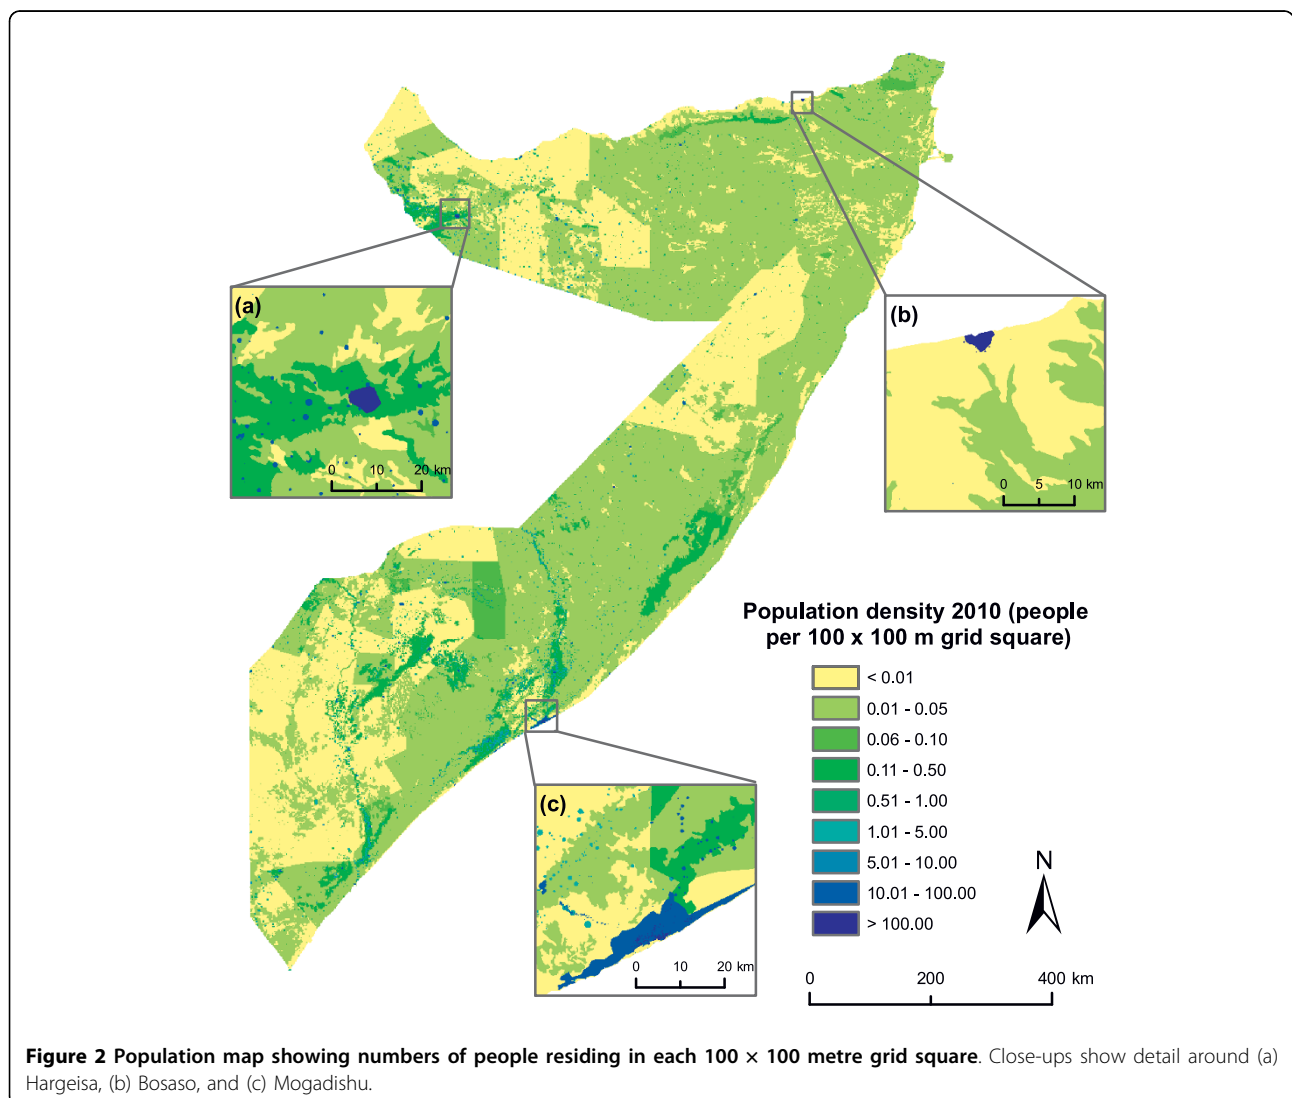 (a)
0 10 20 km
(b)
0 5 10 km
Population density 2010 (people
per 100 x 100 m grid square)
< 0.01
0.01 - 0.05
0.06 - 0.10
0.11 - 0.50
0.51 - 1.00
1.01 - 5.00
5.01 - 10.00
10.01 - 100.00
> 100.00
N
0 200 400 km
(c)
0 10 20 km
Figure 2 Population map showing numbers of people residing in each 100 × 100 metre grid square. Close-ups show detail around (a)
Hargeisa, (b) Bosaso, and (c) Mogadishu.